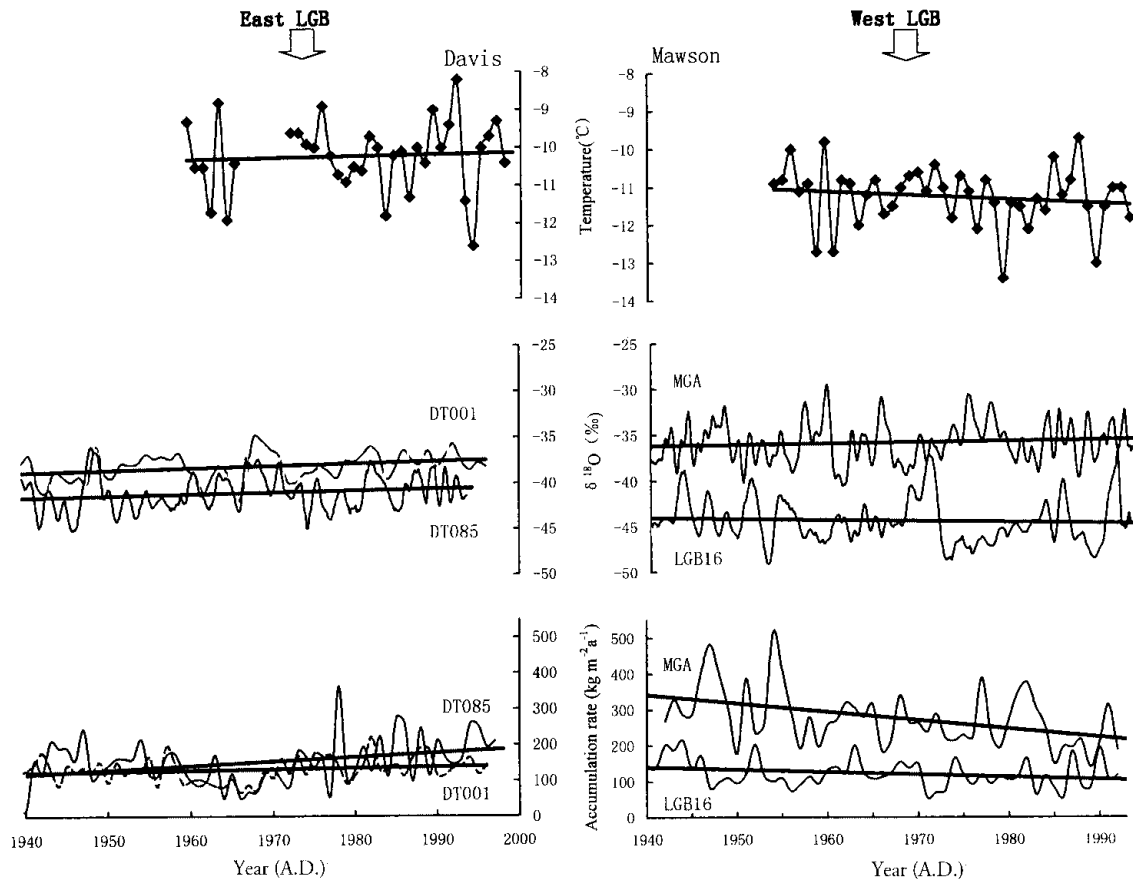 East LGB
West LGB
Davis
Mawson
-8
-9
-10
-11
-12
-13
-14
Temperature(℃)
-8
-9
-10
-11
-12
-13
-14
-25
-30
-35
-40
-45
-50
DT001
DT085
δ ¹⁸O (‰)
-25
-30
-35
-40
-45
-50
MGA
LGB16
500
400
300
200
100
0
DT085
DT001
Accumulation rate (kg m⁻²a⁻¹)
500
400
300
200
100
0
MGA
LGB16
1940 1950 1960 1970 1980 1990 2000
Year (A.D.)
1940 1950 1960 1970 1980 1990
Year (A.D.)